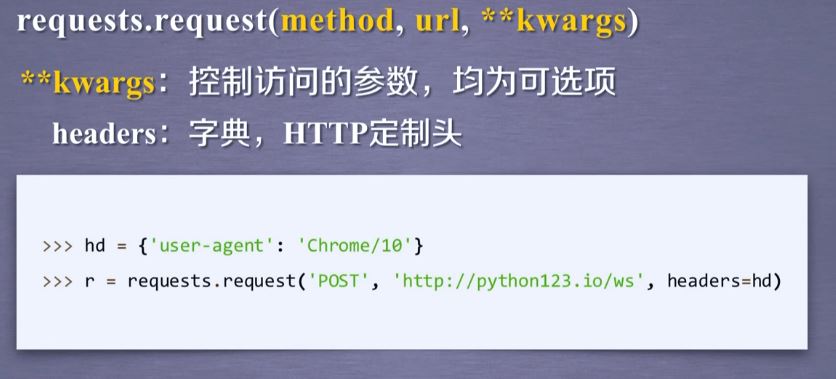 requests.request(method, url, **kwargs)
**kwargs：控制访问的参数，均为可选项
headers：字典，HTTP定制头
>>> hd = {'user-agent': 'Chrome/10'}
>>> r = requests.request('POST', 'http://python123.io/ws', headers=hd)